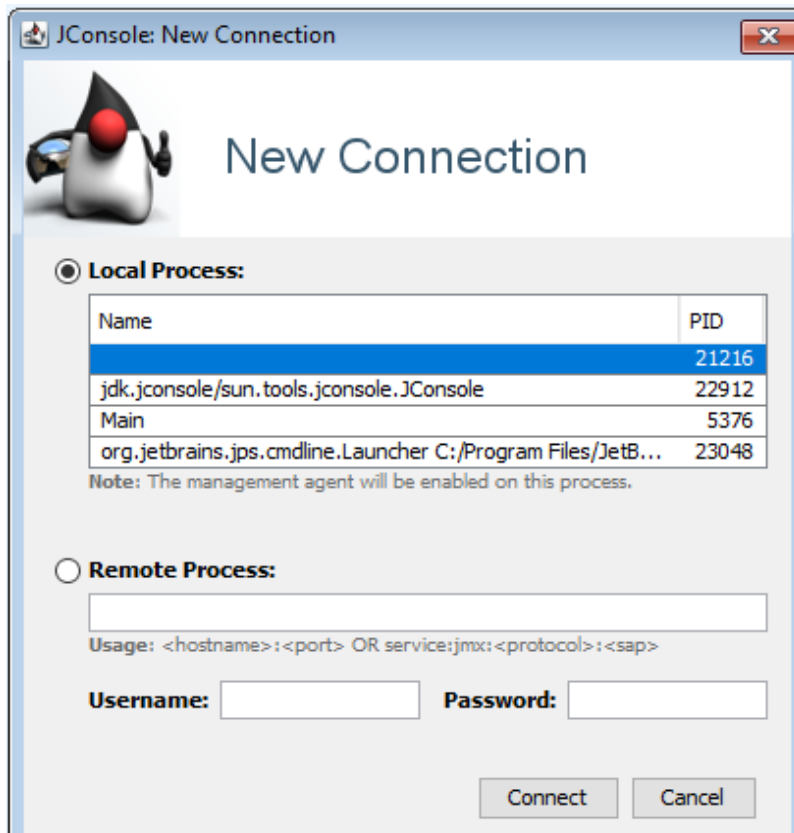 JConsole: New Connection
New Connection
Local Process:
Name PID
21216
jdk.jconsole/sun.tools.jconsole.JConsole 22912
Main 5376
org.jetbrains.jps.cmdline.Launcher C:/Program Files/JetB... 23048
Note: The management agent will be enabled on this process.
Remote Process:
Usage: <hostname>:<port> OR service:jmx:<protocol>:<sap>
Username: Password:
Connect Cancel